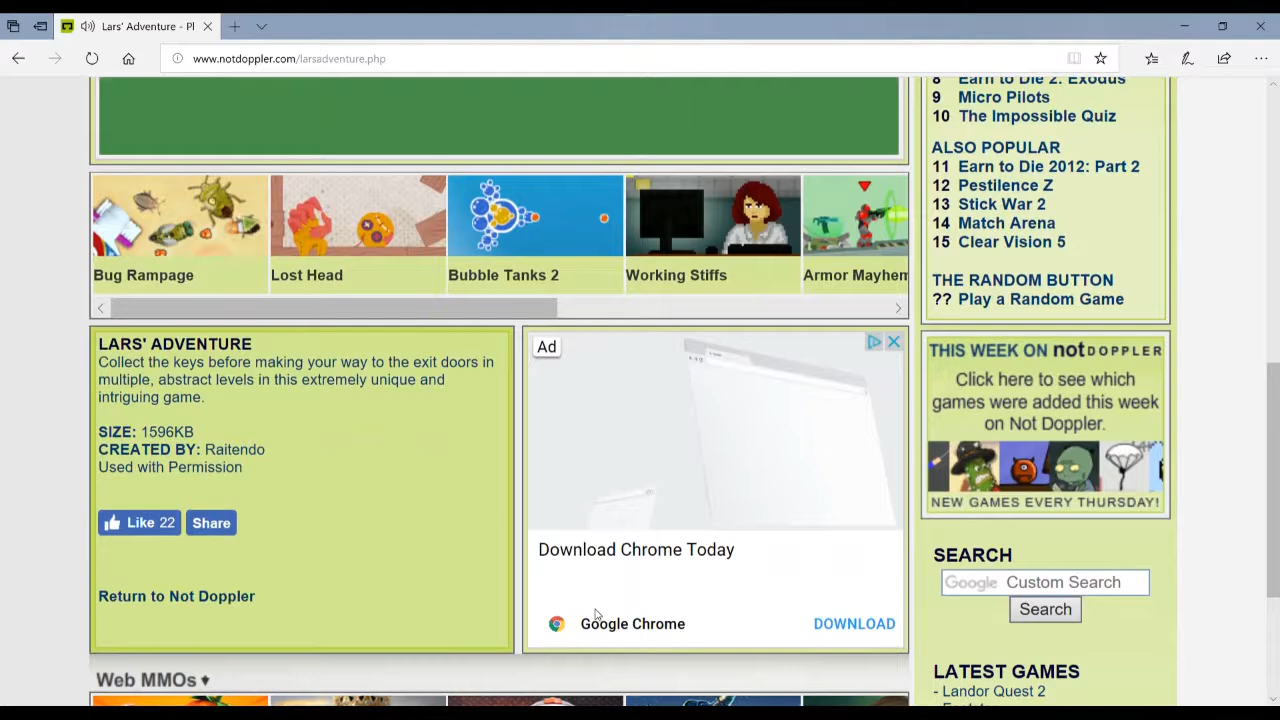 Lars' Adventure - Pl
www.notdoppler.com/larsadventure.php
8 Earn to Die 2: Exodus
9 Micro Pilots
10 The Impossible Quiz
ALSO POPULAR
11 Earn to Die 2012: Part 2
12 Pestilence Z
13 Stick War 2
14 Match Arena
15 Clear Vision 5
THE RANDOM BUTTON
?? Play a Random Game
Bug Rampage
Lost Head
Bubble Tanks 2
Working Stiffs
Armor Mayhem
LARS' ADVENTURE
Collect the keys before making your way to the exit doors in
multiple, abstract levels in this extremely unique and
intriguing game.
SIZE: 1596KB
CREATED BY: Raitendo
Used with Permission
Like 22
Share
Return to Not Doppler
Ad
Download Chrome Today
Google Chrome
DOWNLOAD
THIS WEEK ON notDOPPLER
Click here to see which
games were added this week
on Not Doppler.
NEW GAMES EVERY THURSDAY!
SEARCH
Google Custom Search
Search
LATEST GAMES
- Landor Quest 2
Web MMOs